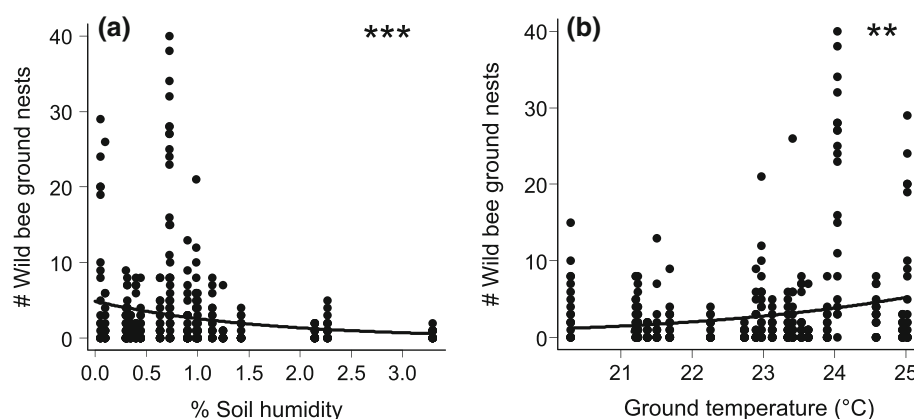 (a)
***
# Wild bee ground nests
40
30
20
10
0
0.0 0.5 1.0 1.5 2.0 2.5 3.0
% Soil humidity
(b)
**
# Wild bee ground nests
40
30
20
10
0
21 22 23 24 25
Ground temperature (°C)